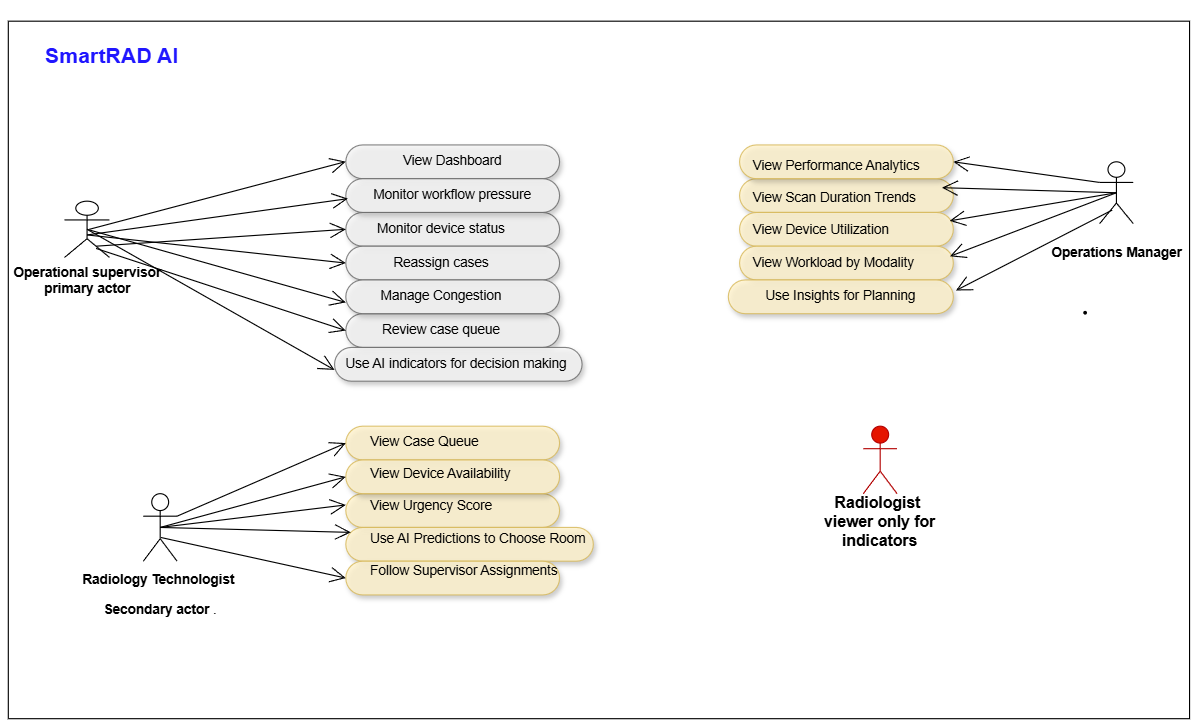 SmartRAD AI
View Dashboard
Monitor workflow pressure
Monitor device status
Reassign cases
Manage Congestion
Review case queue
Use AI indicators for decision making
Operational supervisor
primary actor
View Performance Analytics
View Scan Duration Trends
View Device Utilization
View Workload by Modality
Use Insights for Planning
Operations Manager
View Case Queue
View Device Availability
View Urgency Score
Use AI Predictions to Choose Room
Follow Supervisor Assignments
Radiology Technologist
Secondary actor .
Radiologist
viewer only for
indicators